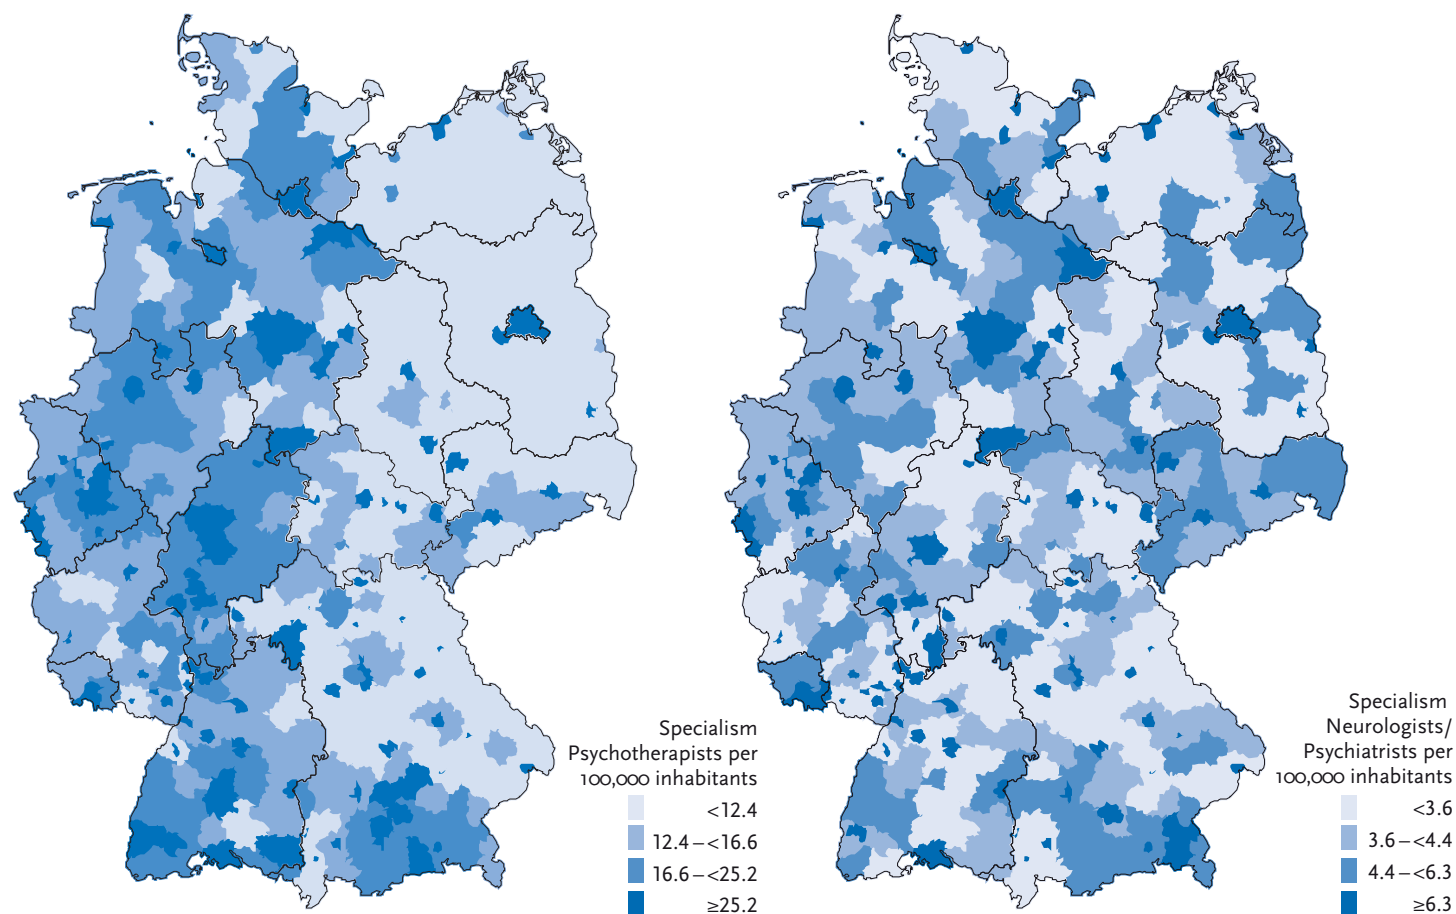 Specialism
Psychotherapists per
100,000 inhabitants
<12.4
12.4–<16.6
16.6–<25.2
≥25.2
Specialism
Neurologists/
Psychiatrists per
100,000 inhabitants
<3.6
3.6–<4.4
4.4–<6.3
≥6.3